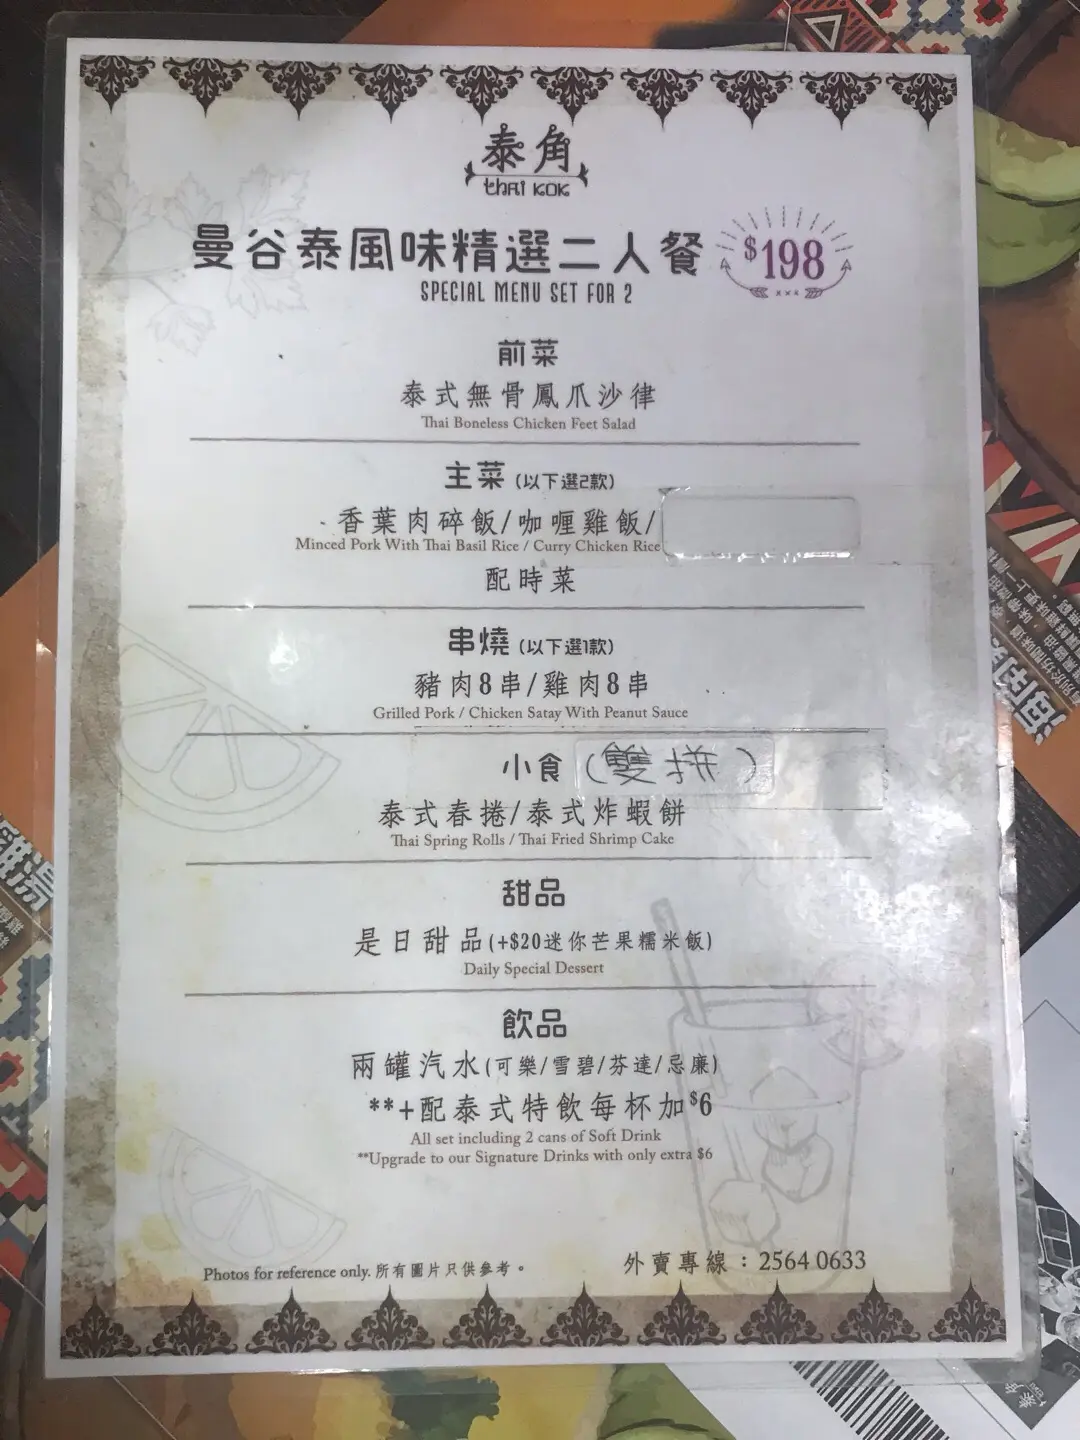 泰角
thai kok
曼谷泰風味精選二人餐
$198
SPECIAL MENU SET FOR 2
前菜
泰式無骨鳳爪沙律
Thai Boneless Chicken Feet Salad
主菜 (以下選2款)
香葉肉碎飯/咖喱雞飯/
Minced Pork With Thai Basil Rice / Curry Chicken Rice
配時菜
串燒 (以下選1款)
豬肉8串/雞肉8串
Grilled Pork / Chicken Satay With Peanut Sauce
小食 (雙拼)
泰式春捲/泰式炸蝦餅
Thai Spring Rolls / Thai Fried Shrimp Cake
甜品
是日甜品(+$20迷你芒果糯米飯)
Daily Special Dessert
飲品
兩罐汽水(可樂/雪碧/芬達/忌廉)
**+配泰式特飲每杯加$6
All set including 2 cans of Soft Drink
**Upgrade to our Signature Drinks with only extra $6
Photos for reference only. 所有圖片只供參考。
外賣專線：2564 0633
雞湯